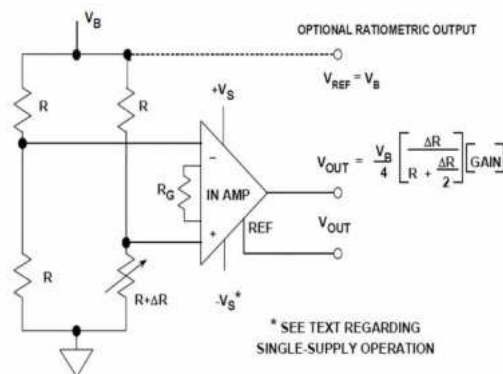 V_B
OPTIONAL RATIOMETRIC OUTPUT
V_REF = V_B
R
R
+V_S
V_OUT = V_B/4 [ΔR / (R + ΔR/2)] [GAIN]
−
R_G
IN AMP
+
REF
V_OUT
R
R+ΔR
-V_S*
* SEE TEXT REGARDING
SINGLE-SUPPLY OPERATION